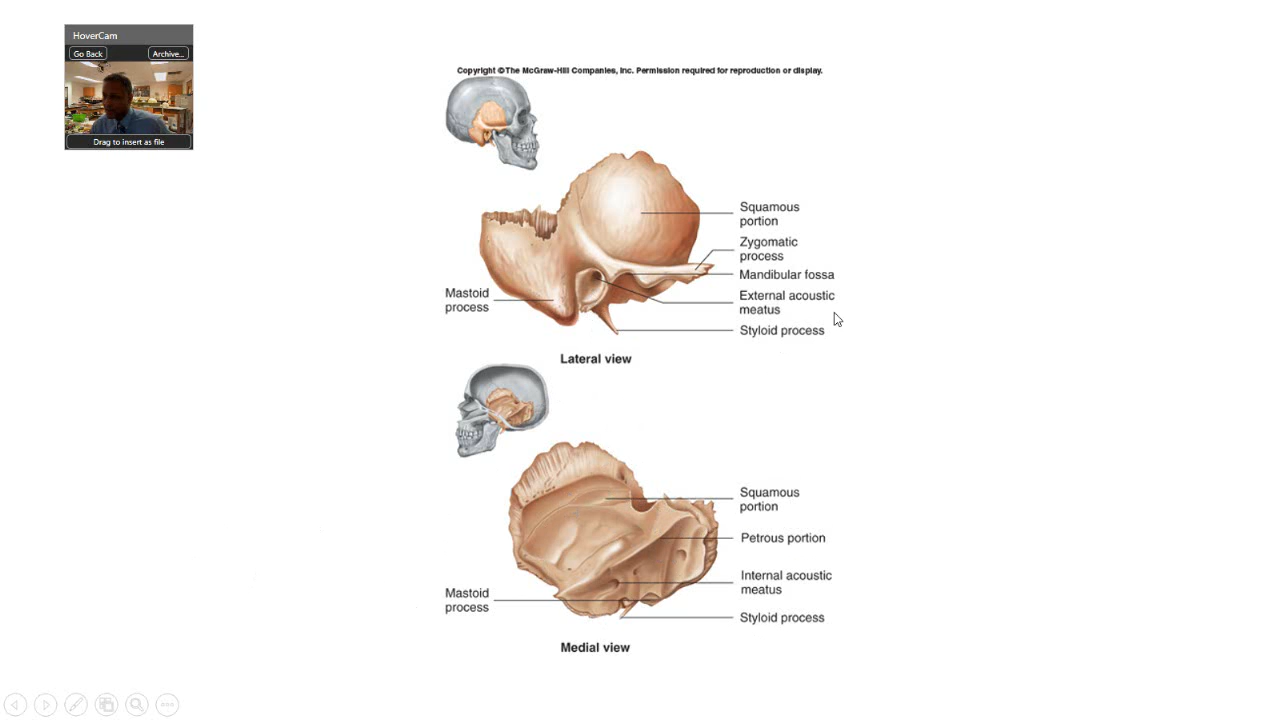 HoverCam
Go Back
Archive...
Drag to insert as file
Copyright ©The McGraw-Hill Companies, Inc. Permission required for reproduction or display.
Squamous
portion
Zygomatic
process
Mandibular fossa
External acoustic
meatus
Styloid process
Mastoid
process
Lateral view
Squamous
portion
Petrous portion
Internal acoustic
meatus
Styloid process
Mastoid
process
Medial view